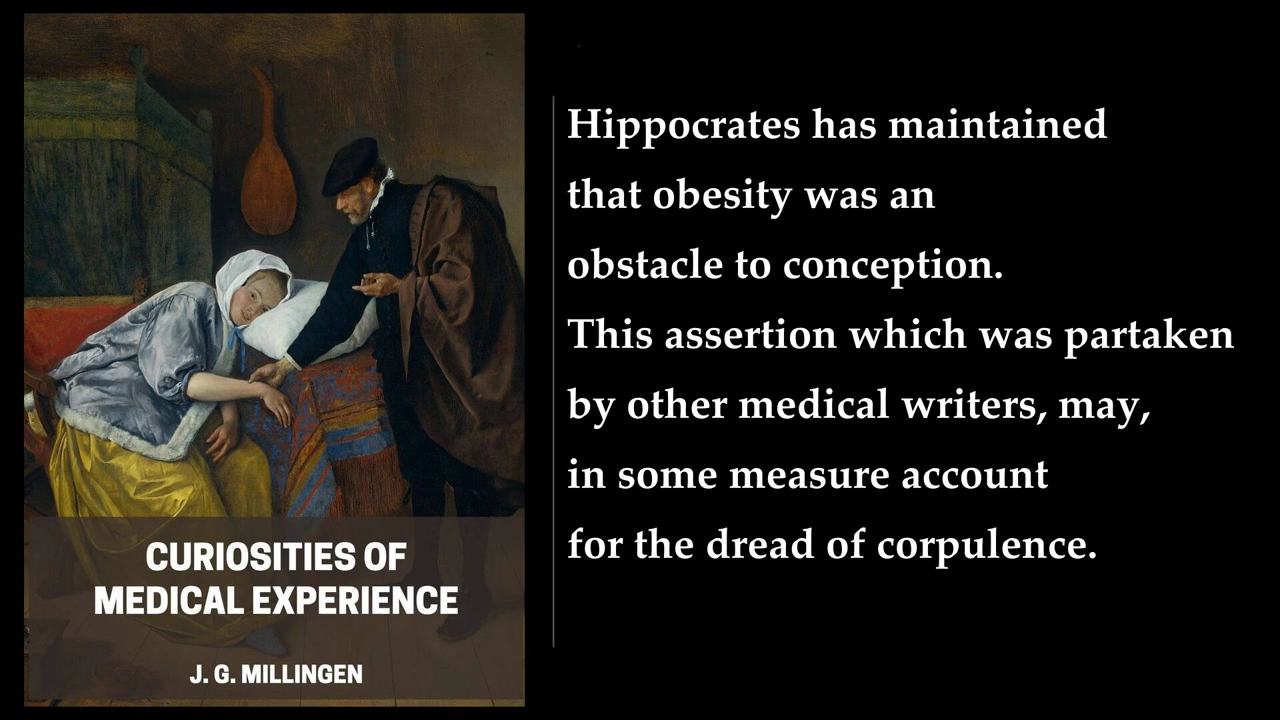 Hippocrates has maintained
that obesity was an
obstacle to conception.
This assertion which was partaken
by other medical writers, may,
in some measure account
for the dread of corpulence.
CURIOSITIES OF
MEDICAL EXPERIENCE
J. G. MILLINGEN